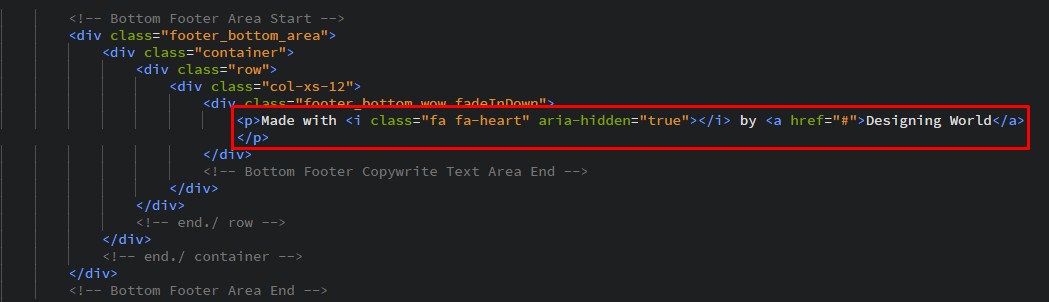 <!-- Bottom Footer Area Start -->
<div class="footer_bottom_area">
<div class="container">
<div class="row">
<div class="col-xs-12">
<div class="footer_bottom wow fadeInDown">
<p>Made with <i class="fa fa-heart" aria-hidden="true"></i> by <a href="#">Designing World</a>
</p>
</div>
<!-- Bottom Footer Copywrite Text Area End -->
</div>
</div>
<!-- end./ row -->
</div>
<!-- end./ container -->
</div>
<!-- Bottom Footer Area End -->